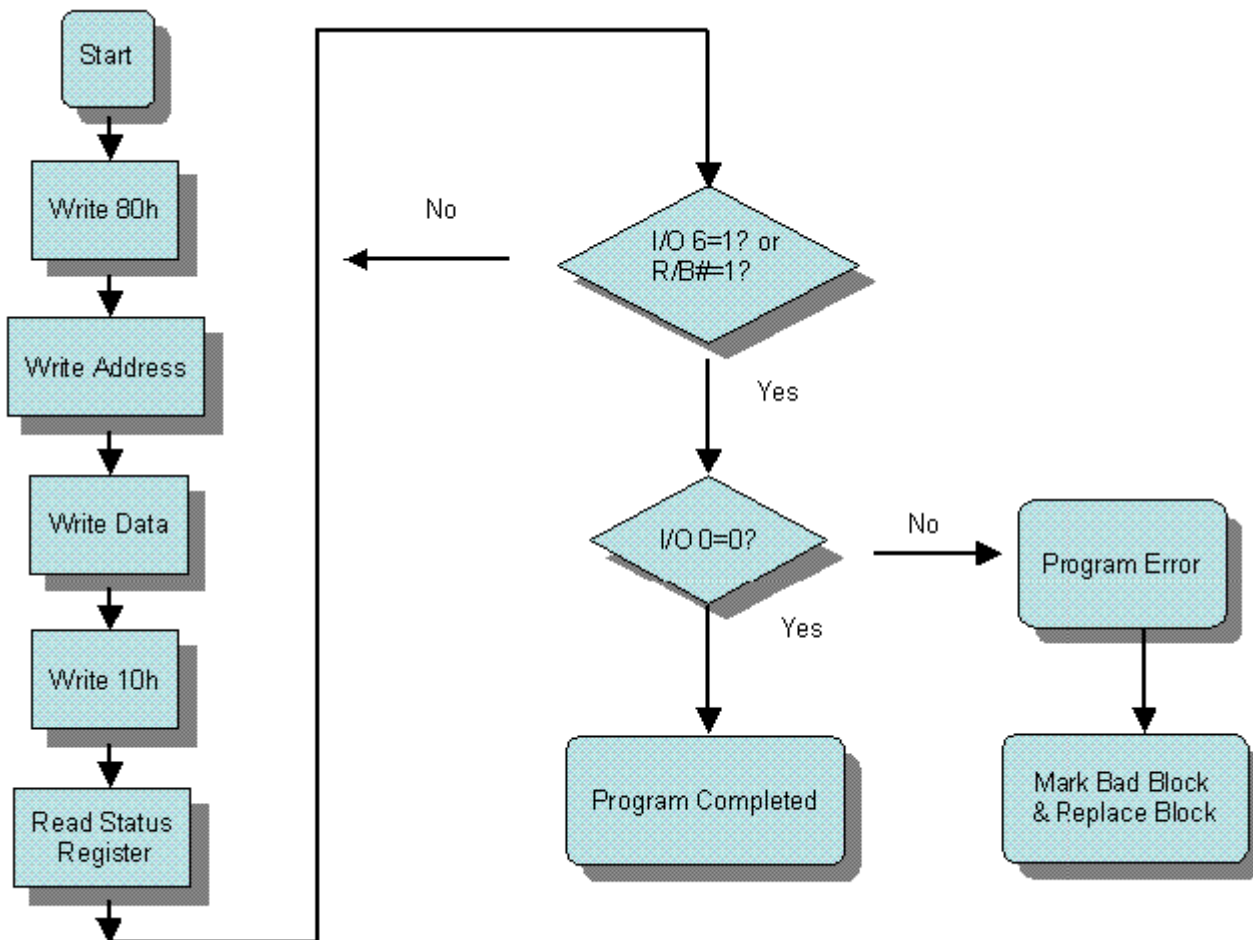 Start
Write 80h
Write Address
Write Data
Write 10h
Read Status
Register
No
I/O 6=1? or
R/B#=1?
Yes
I/O 0=0?
No
Program Error
Yes
Program Completed
Mark Bad Block
& Replace Block